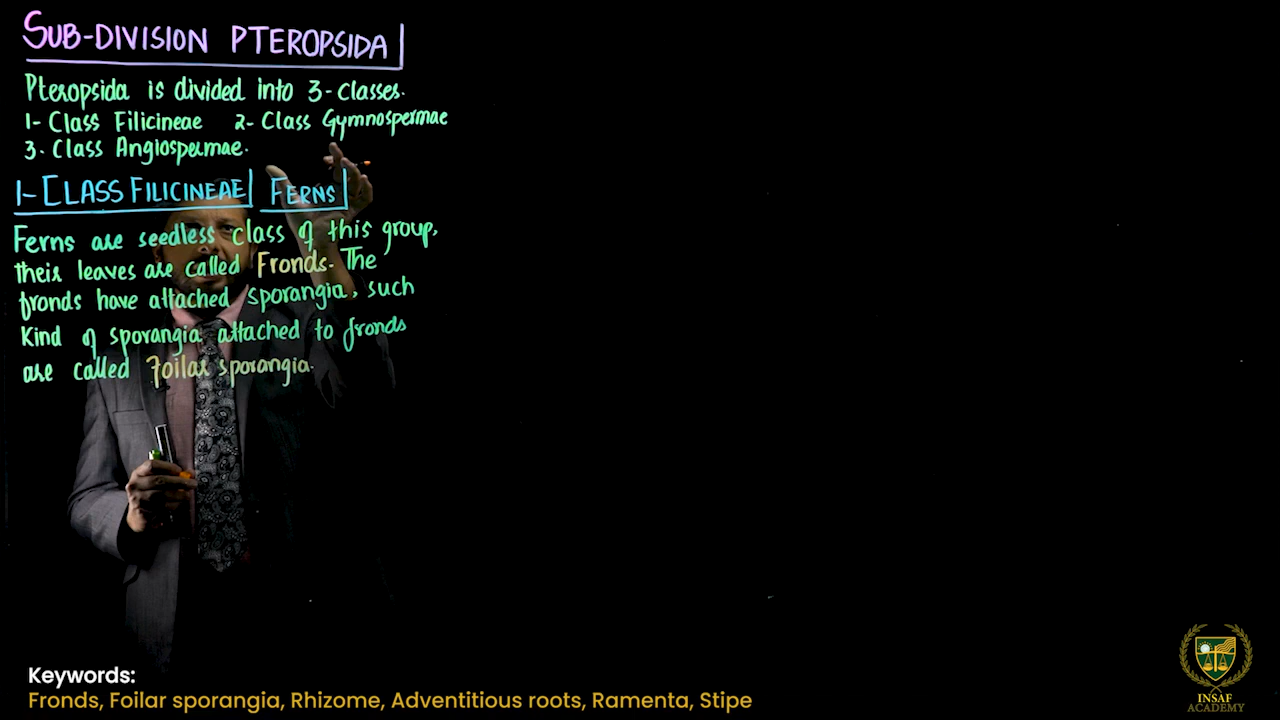 SUB-DIVISION PTEROPSIDA
Pteropsida is divided into 3-classes.
1- Class Filicineae 2- Class Gymnospermae
3. Class Angiospermae.
1- CLASS FILICINEAE FERNS
Ferns are seedless class of this group,
their leaves are called Fronds. The
fronds have attached sporangia, such
Kind of sporangia attached to fronds
are called Foilar sporangia.
Keywords:
Fronds, Foilar sporangia, Rhizome, Adventitious roots, Ramenta, Stipe
INSAF
ACADEMY